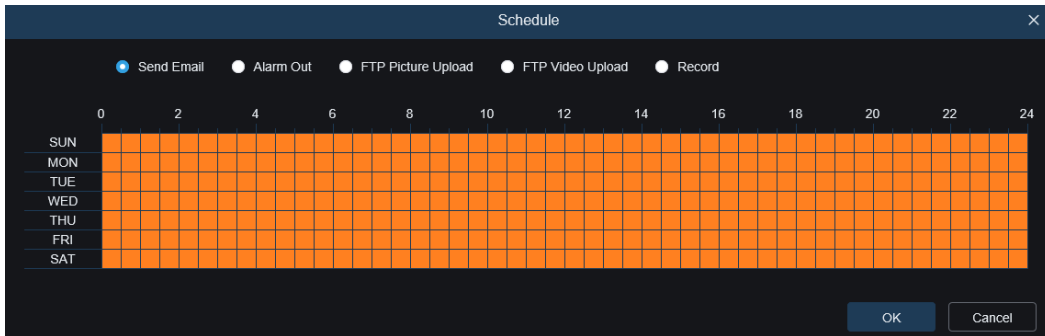 Schedule
Send Email Alarm Out FTP Picture Upload FTP Video Upload Record
0 2 4 6 8 10 12 14 16 18 20 22 24
SUN
MON
TUE
WED
THU
FRI
SAT
OK Cancel